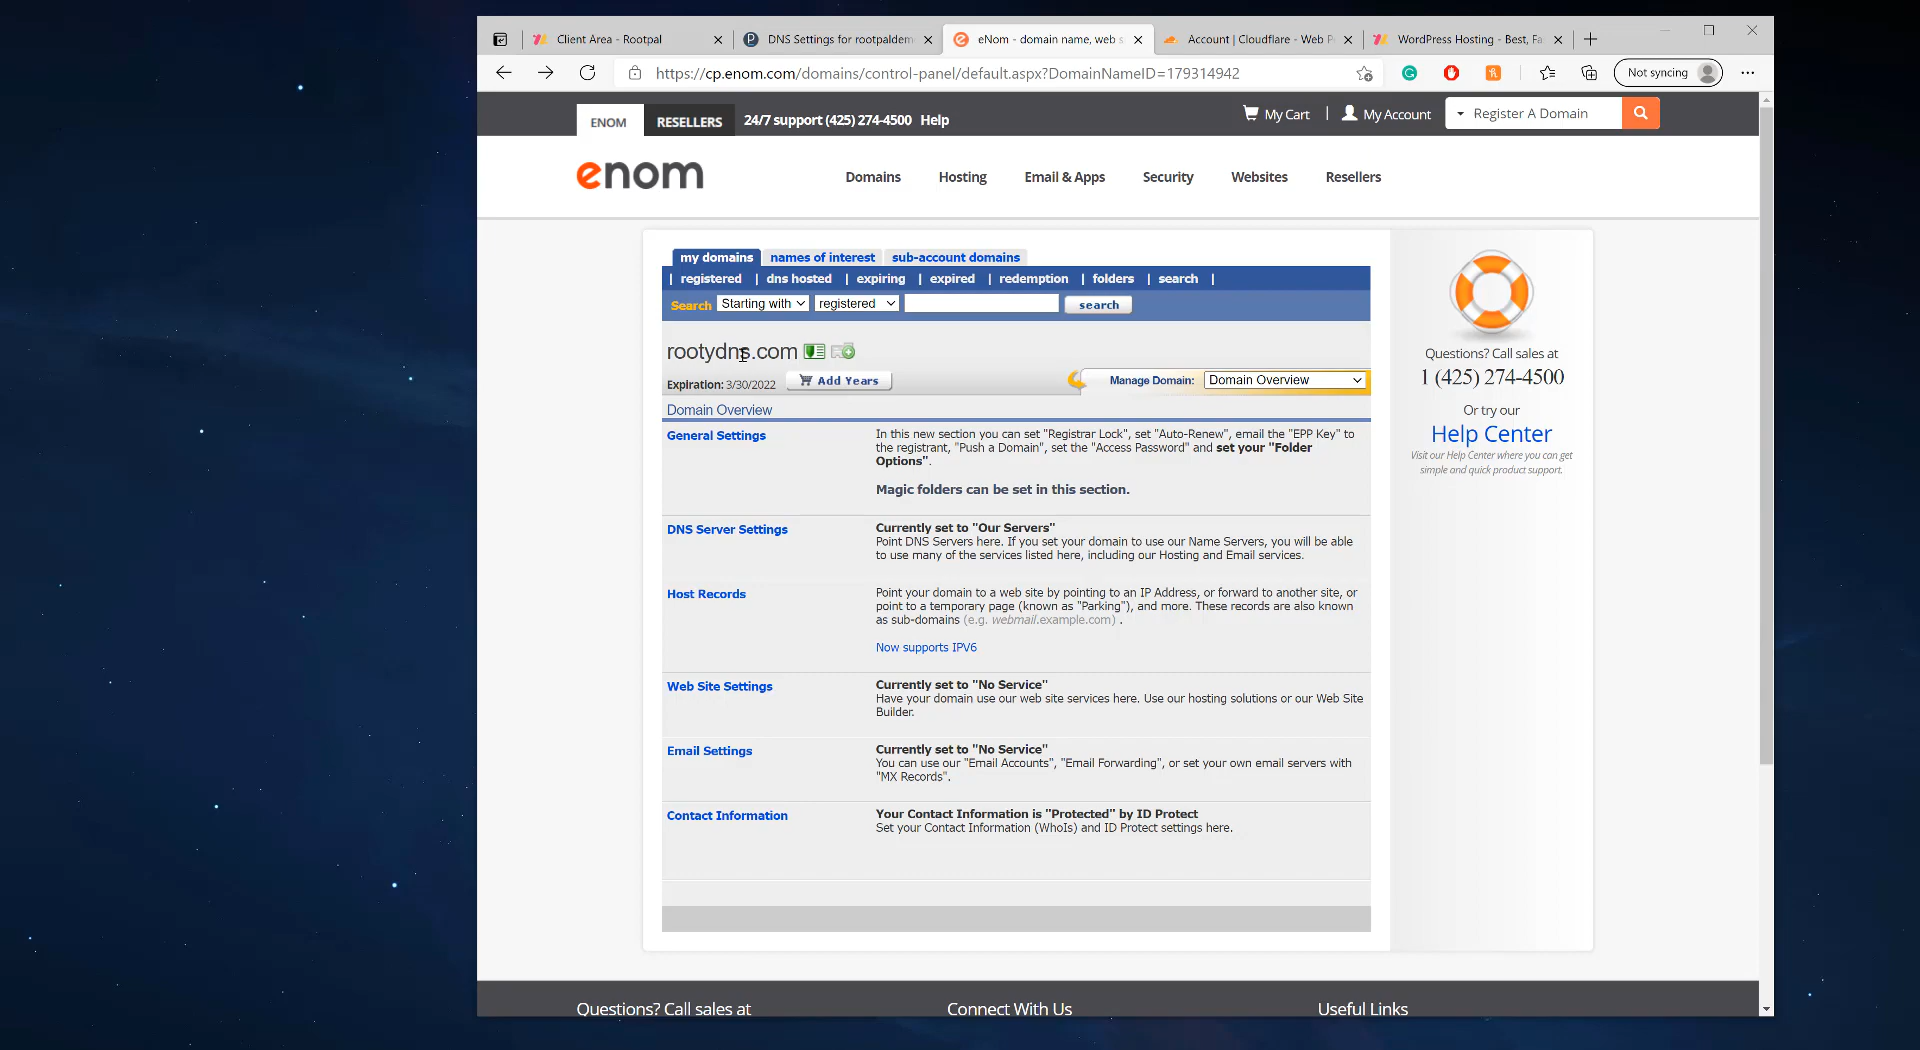 Client Area - Rootpal
DNS Settings for rootpaldem
eNom - domain name, web s
Account | Cloudflare - Web P
WordPress Hosting - Best, Fa
https://cp.enom.com/domains/control-panel/default.aspx?DomainNameID=179314942
Not syncing
ENOM
RESELLERS
24/7 support (425) 274-4500 Help
My Cart
My Account
Register A Domain
enom
Domains
Hosting
Email & Apps
Security
Websites
Resellers
my domains
names of interest
sub-account domains
| registered | dns hosted | expiring | expired | redemption | folders | search |
Search Starting with registered search
rootydns.com
Expiration: 3/30/2022 Add Years
Manage Domain: Domain Overview
Domain Overview
General Settings
In this new section you can set "Registrar Lock", set "Auto-Renew", email the "EPP Key" to
the registrant, "Push a Domain", set the "Access Password" and set your "Folder
Options".
Magic folders can be set in this section.
DNS Server Settings
Currently set to "Our Servers"
Point DNS Servers here. If you set your domain to use our Name Servers, you will be able
to use many of the services listed here, including our Hosting and Email services.
Host Records
Point your domain to a web site by pointing to an IP Address, or forward to another site, or
point to a temporary page (known as "Parking"), and more. These records are also known
as sub-domains (e.g. webmail.example.com) .
Now supports IPV6
Web Site Settings
Currently set to "No Service"
Have your domain use our web site services here. Use our hosting solutions or our Web Site
Builder.
Email Settings
Currently set to "No Service"
You can use our "Email Accounts", "Email Forwarding", or set your own email servers with
"MX Records".
Contact Information
Your Contact Information is "Protected" by ID Protect
Set your Contact Information (WhoIs) and ID Protect settings here.
Questions? Call sales at
1 (425) 274-4500
Or try our
Help Center
Visit our Help Center where you can get
simple and quick product support.
Questions? Call sales at
Connect With Us
Useful Links